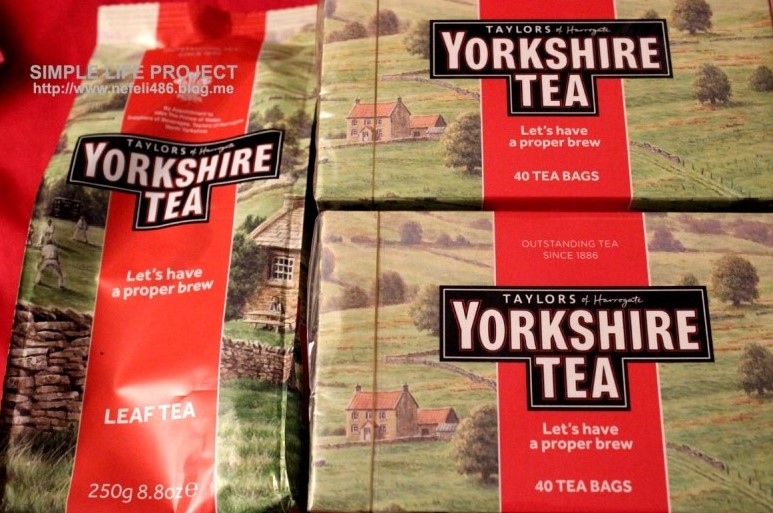 SIMPLE LIFE PROJECT
http://www.nefeli486.blog.me
TAYLORS of Harrogate
YORKSHIRE
TEA
Let's have
a proper brew
LEAF TEA
250g 8.8oz e
TAYLORS of Harrogate
YORKSHIRE
TEA
Let's have
a proper brew
40 TEA BAGS
OUTSTANDING TEA
SINCE 1886
TAYLORS of Harrogate
YORKSHIRE
TEA
Let's have
a proper brew
40 TEA BAGS